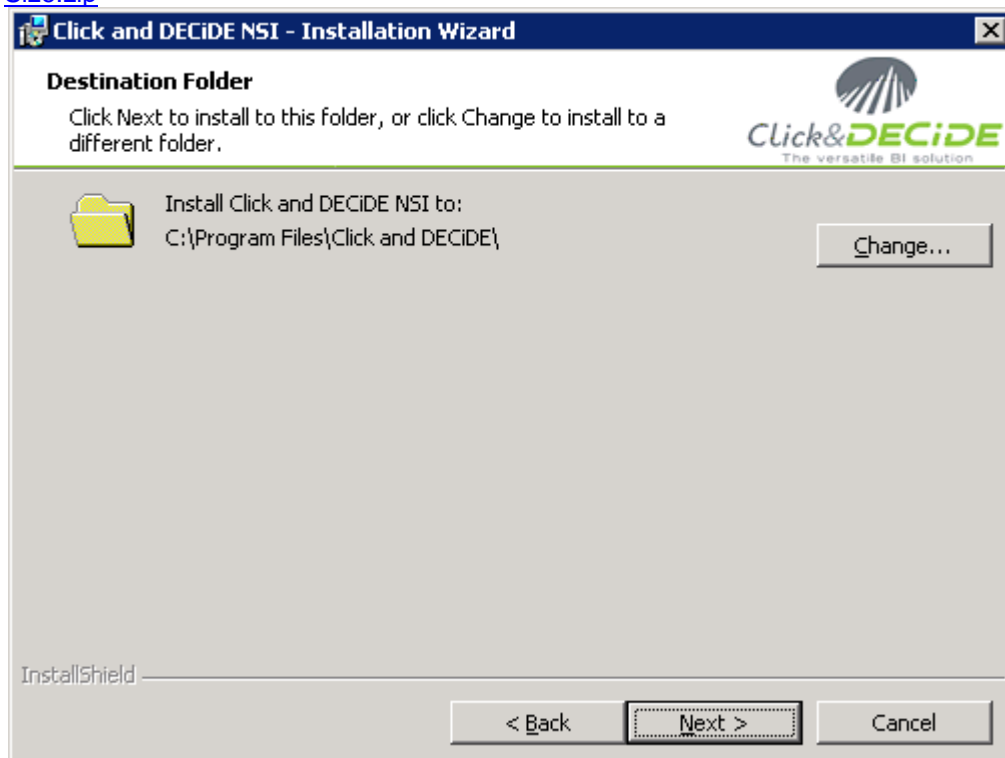 Click and DECiDE NSI - Installation Wizard
Destination Folder
Click Next to install to this folder, or click Change to install to a
different folder.
Click&DECiDE
The versatile BI solution
Install Click and DECiDE NSI to:
C:\Program Files\Click and DECiDE\
Change...
InstallShield
< Back
Next >
Cancel